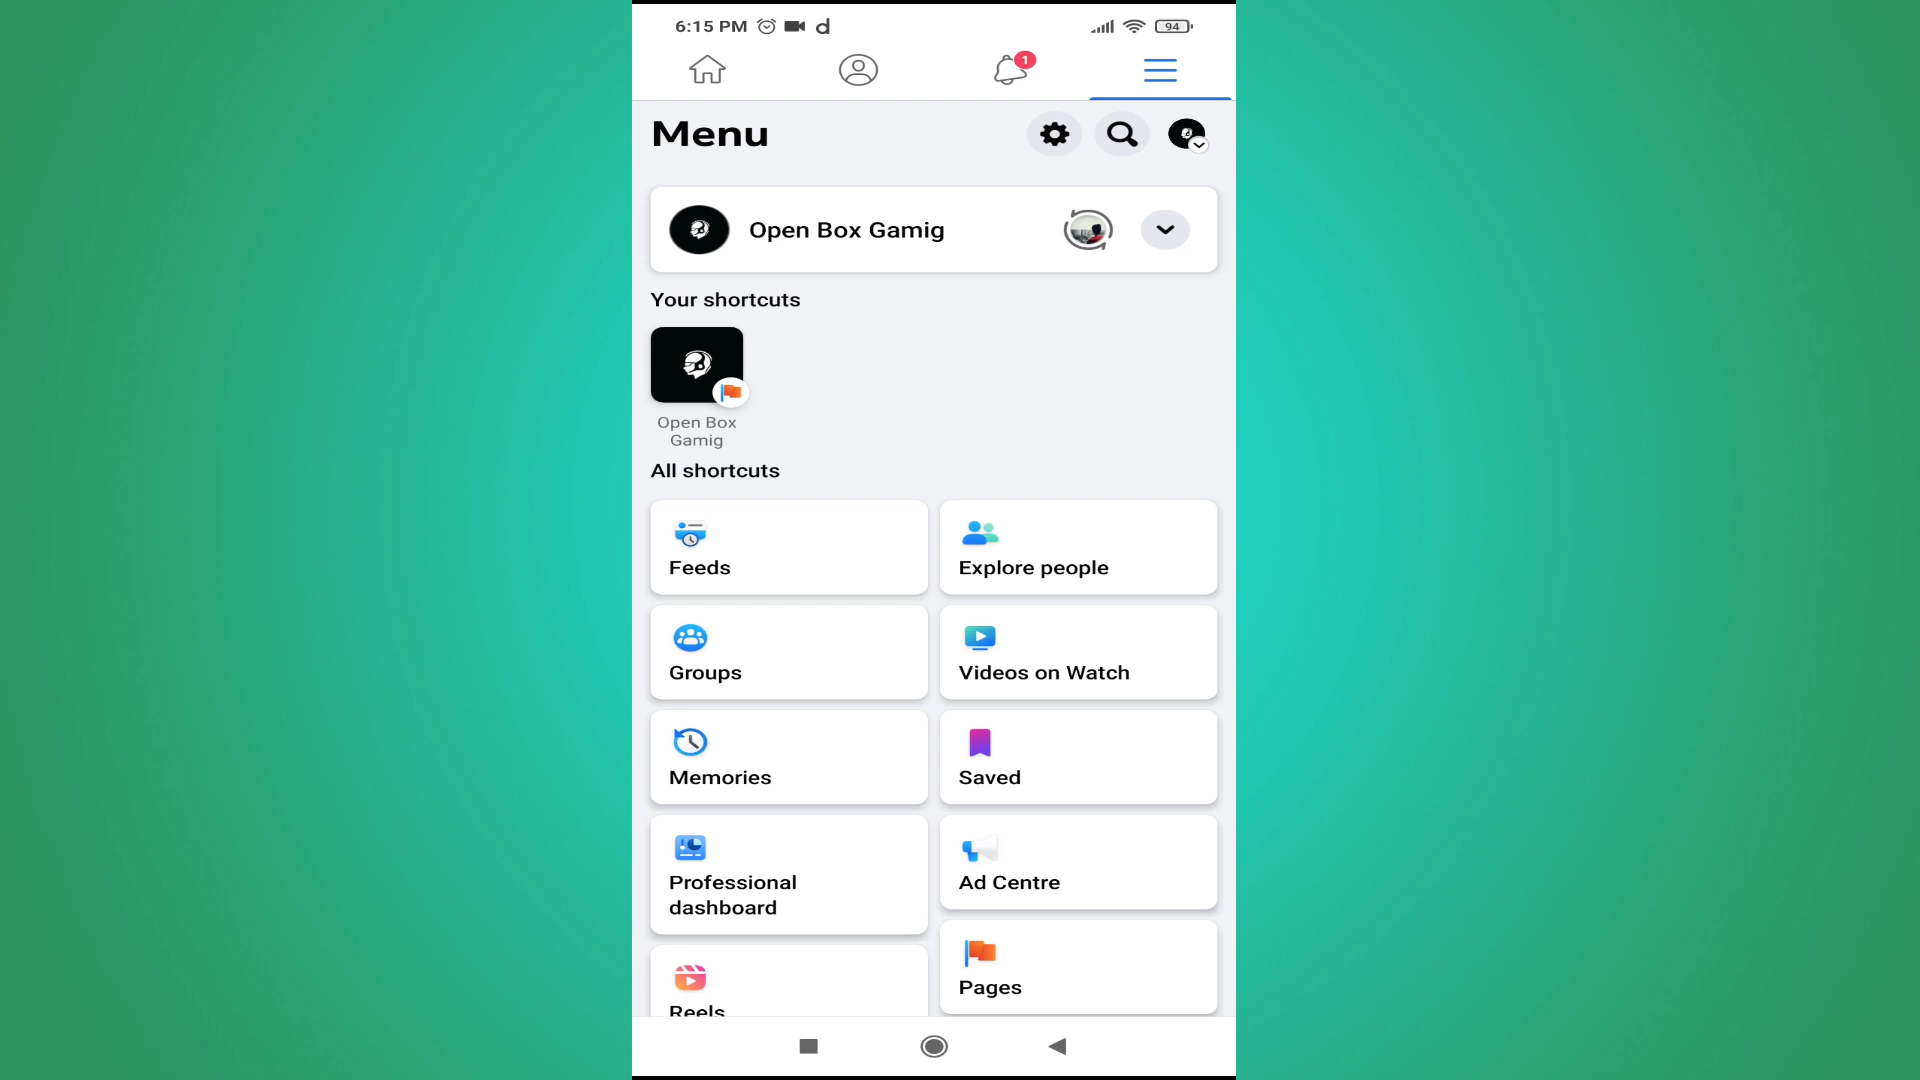 6:15 PM
94
1
Menu
Open Box Gamig
Your shortcuts
Open Box
Gamig
All shortcuts
Feeds
Explore people
Groups
Videos on Watch
Memories
Saved
Professional
dashboard
Ad Centre
Pages
Reels